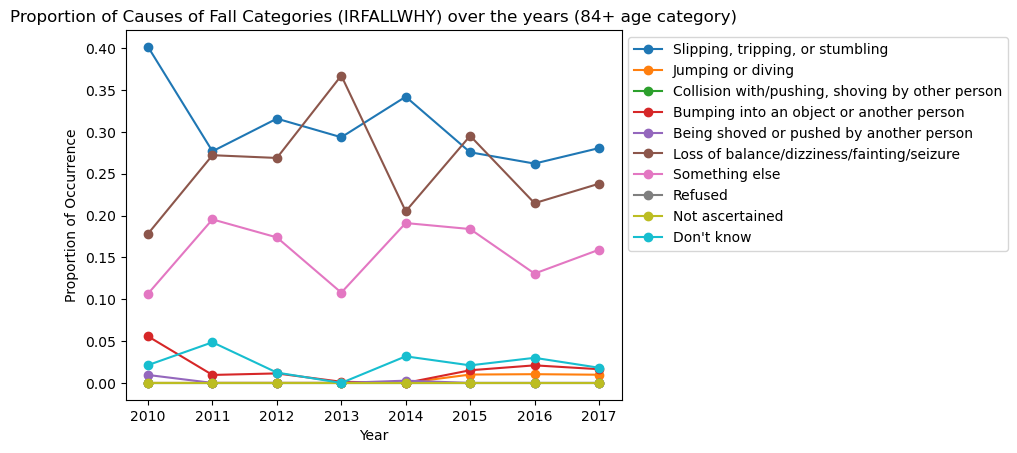 Proportion of Causes of Fall Categories (IRFALLWHY) over the years (84+ age category)
0.40
0.35
0.30
0.25
0.20
0.15
0.10
0.05
0.00
Proportion of Occurrence
2010 2011 2012 2013 2014 2015 2016 2017
Year
Slipping, tripping, or stumbling
Jumping or diving
Collision with/pushing, shoving by other person
Bumping into an object or another person
Being shoved or pushed by another person
Loss of balance/dizziness/fainting/seizure
Something else
Refused
Not ascertained
Don't know